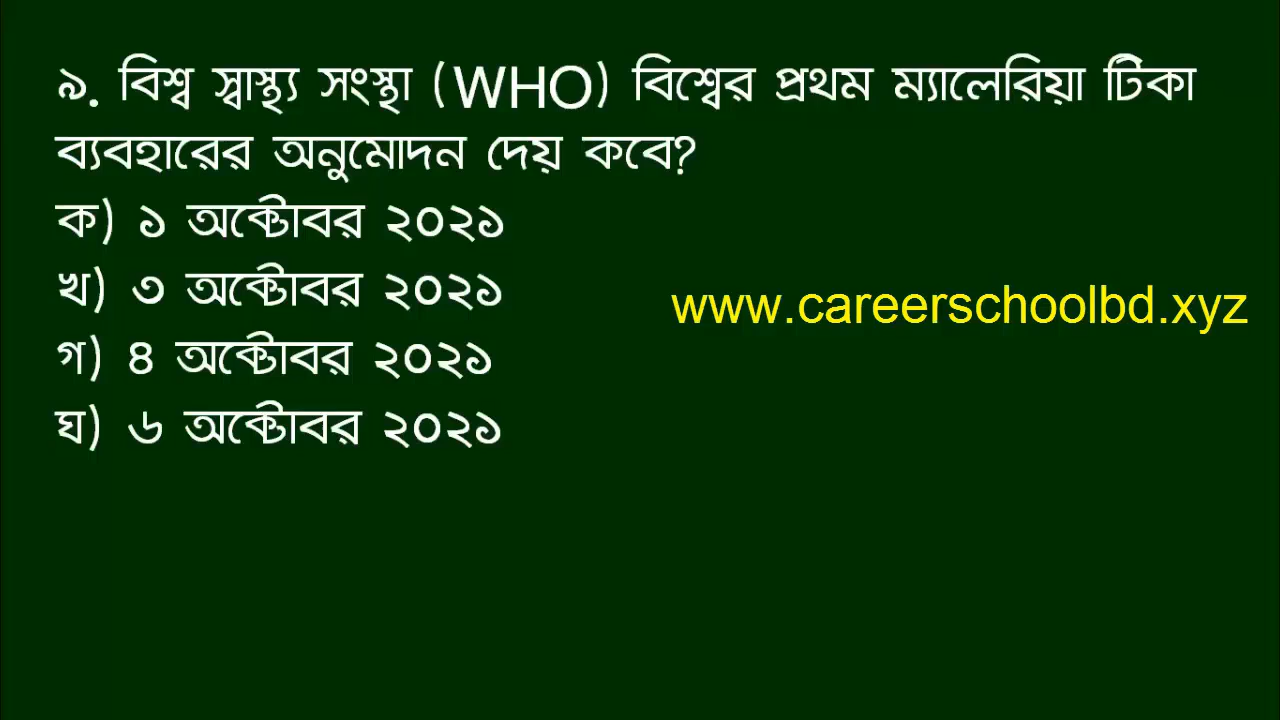 ৯. বিশ্ব স্বাস্থ্য সংস্থা (WHO) বিশ্বের প্রথম ম্যালেরিয়া টিকা
ব্যবহারের অনুমোদন দেয় কবে?
ক) ১ অক্টোবর ২০২১
খ) ৩ অক্টোবর ২০২১
www.careerschoolbd.xyz
গ) ৪ অক্টোবর ২০২১
ঘ) ৬ অক্টোবর ২০২১